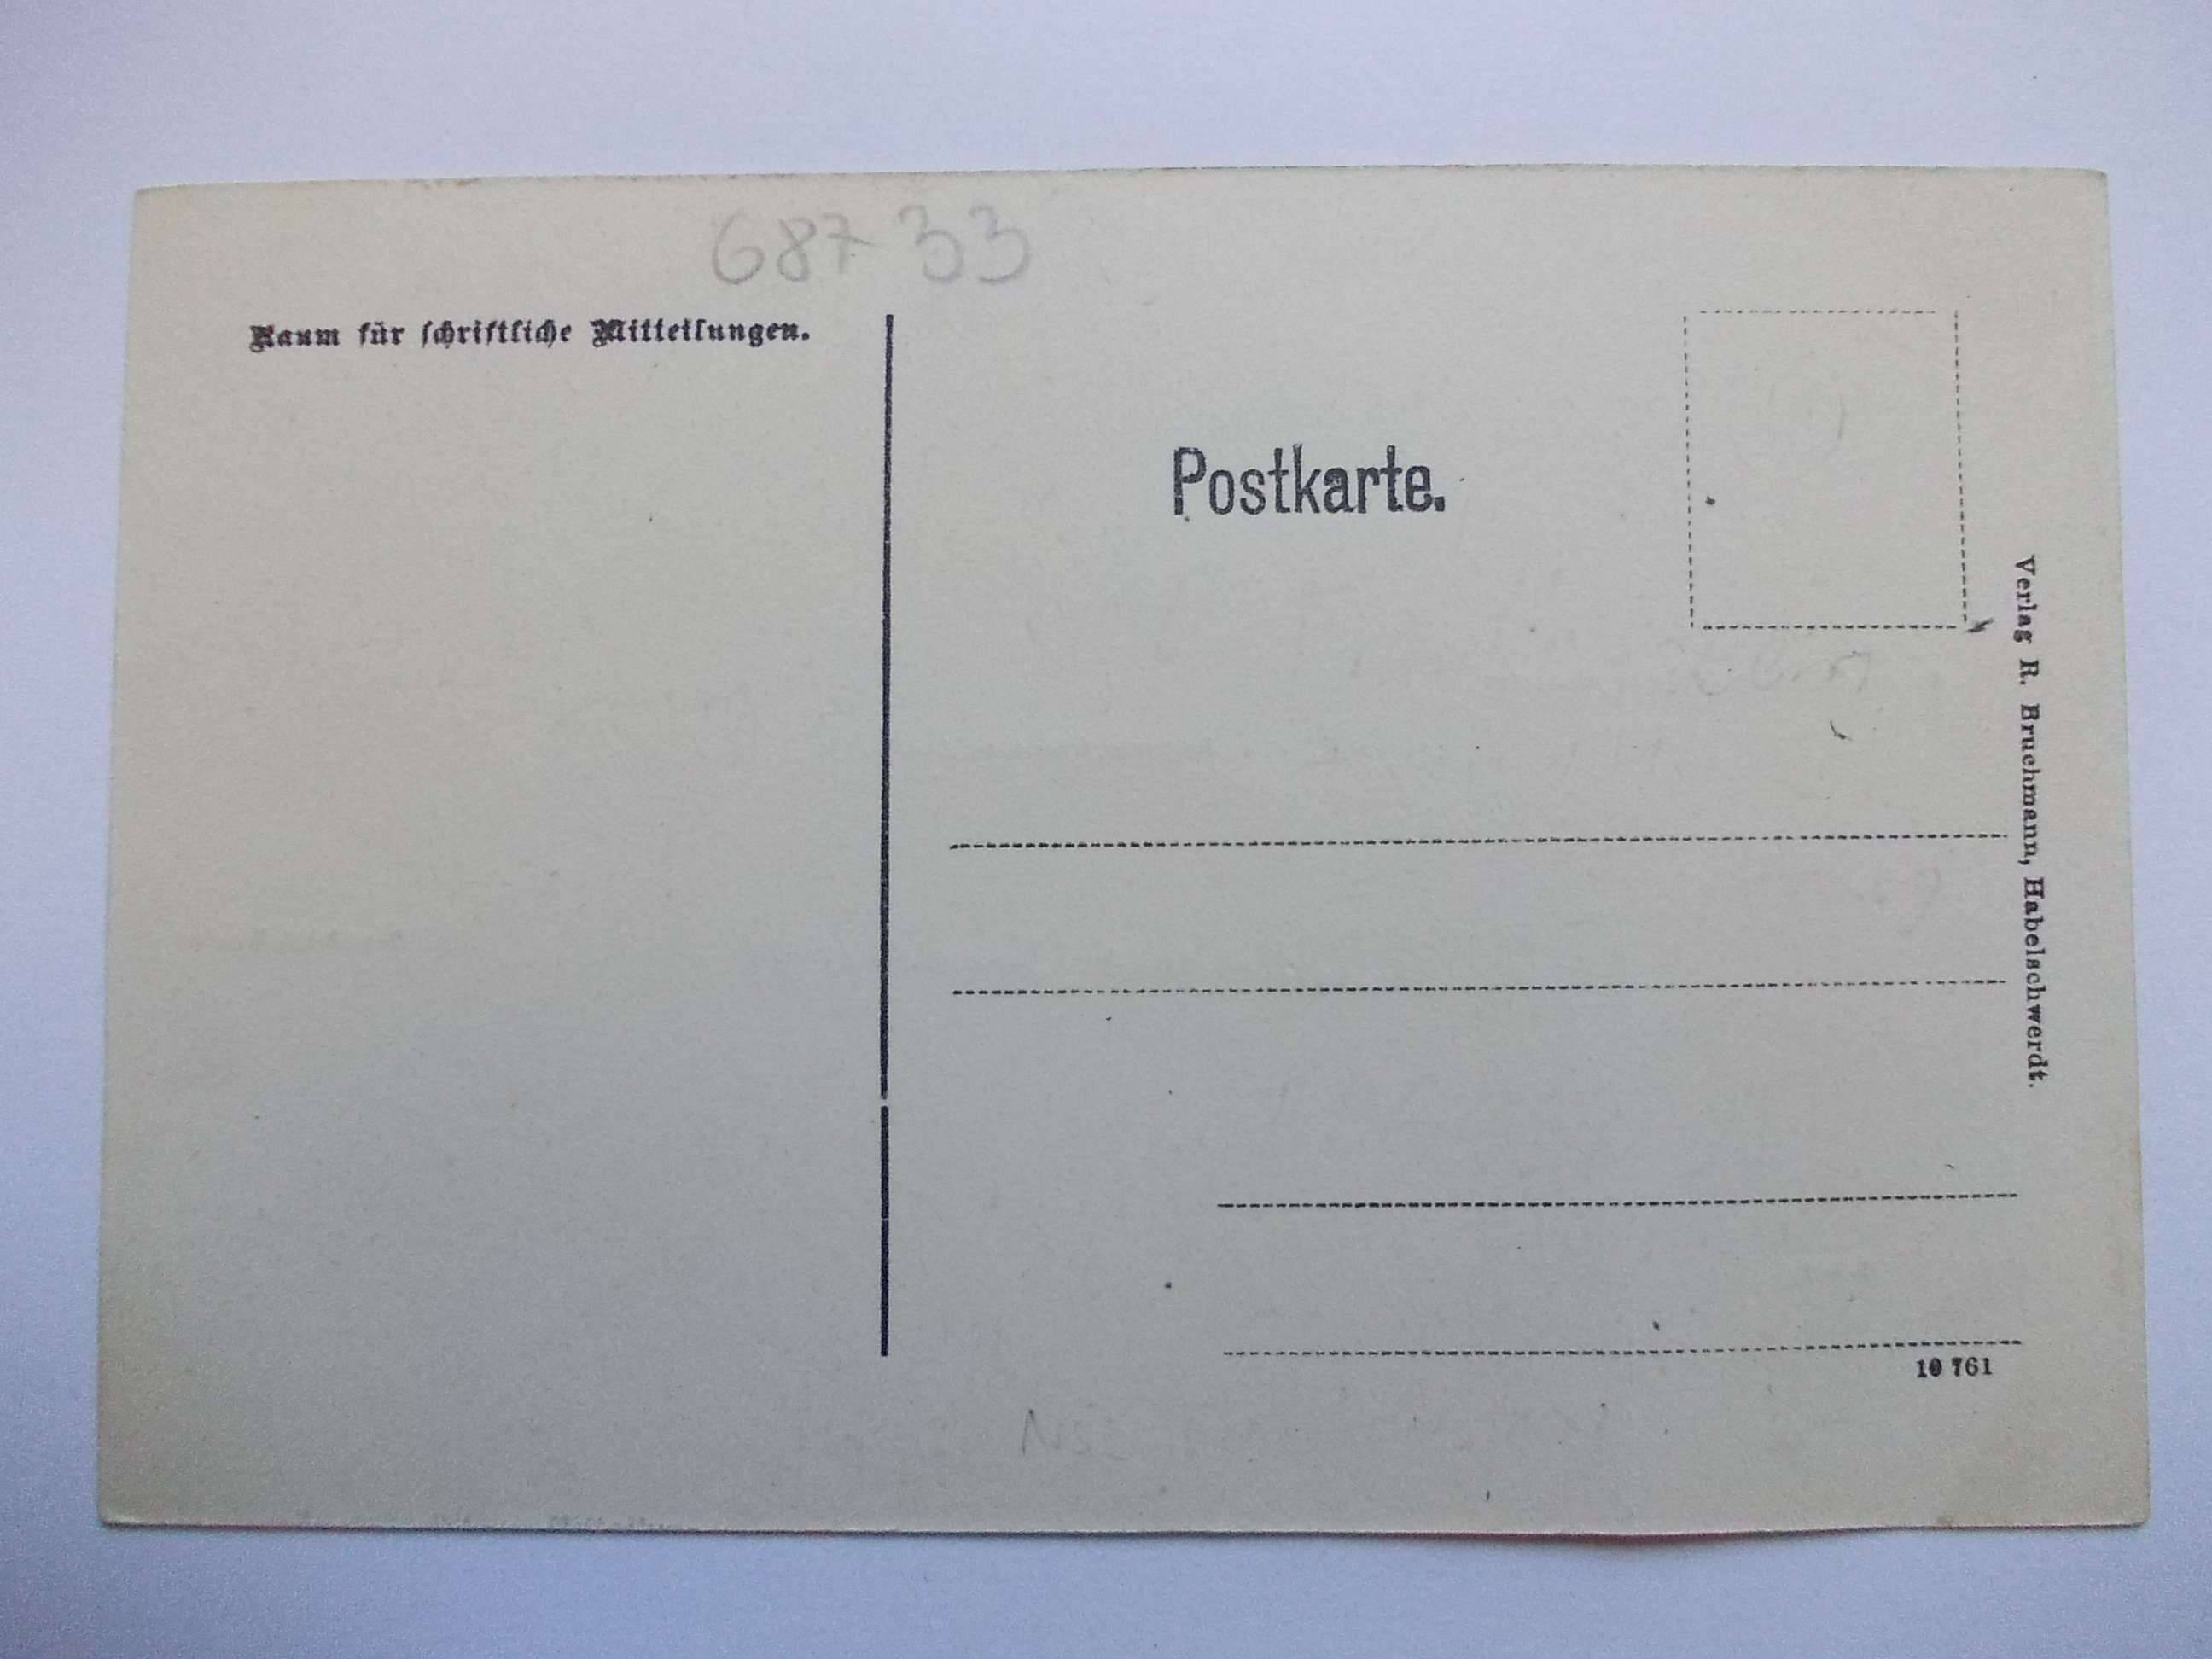 68733
Raum für schriftliche Mitteilungen.
Postkarte.
Verlag R. Bruchmann, Habelschwerdt.
10 761